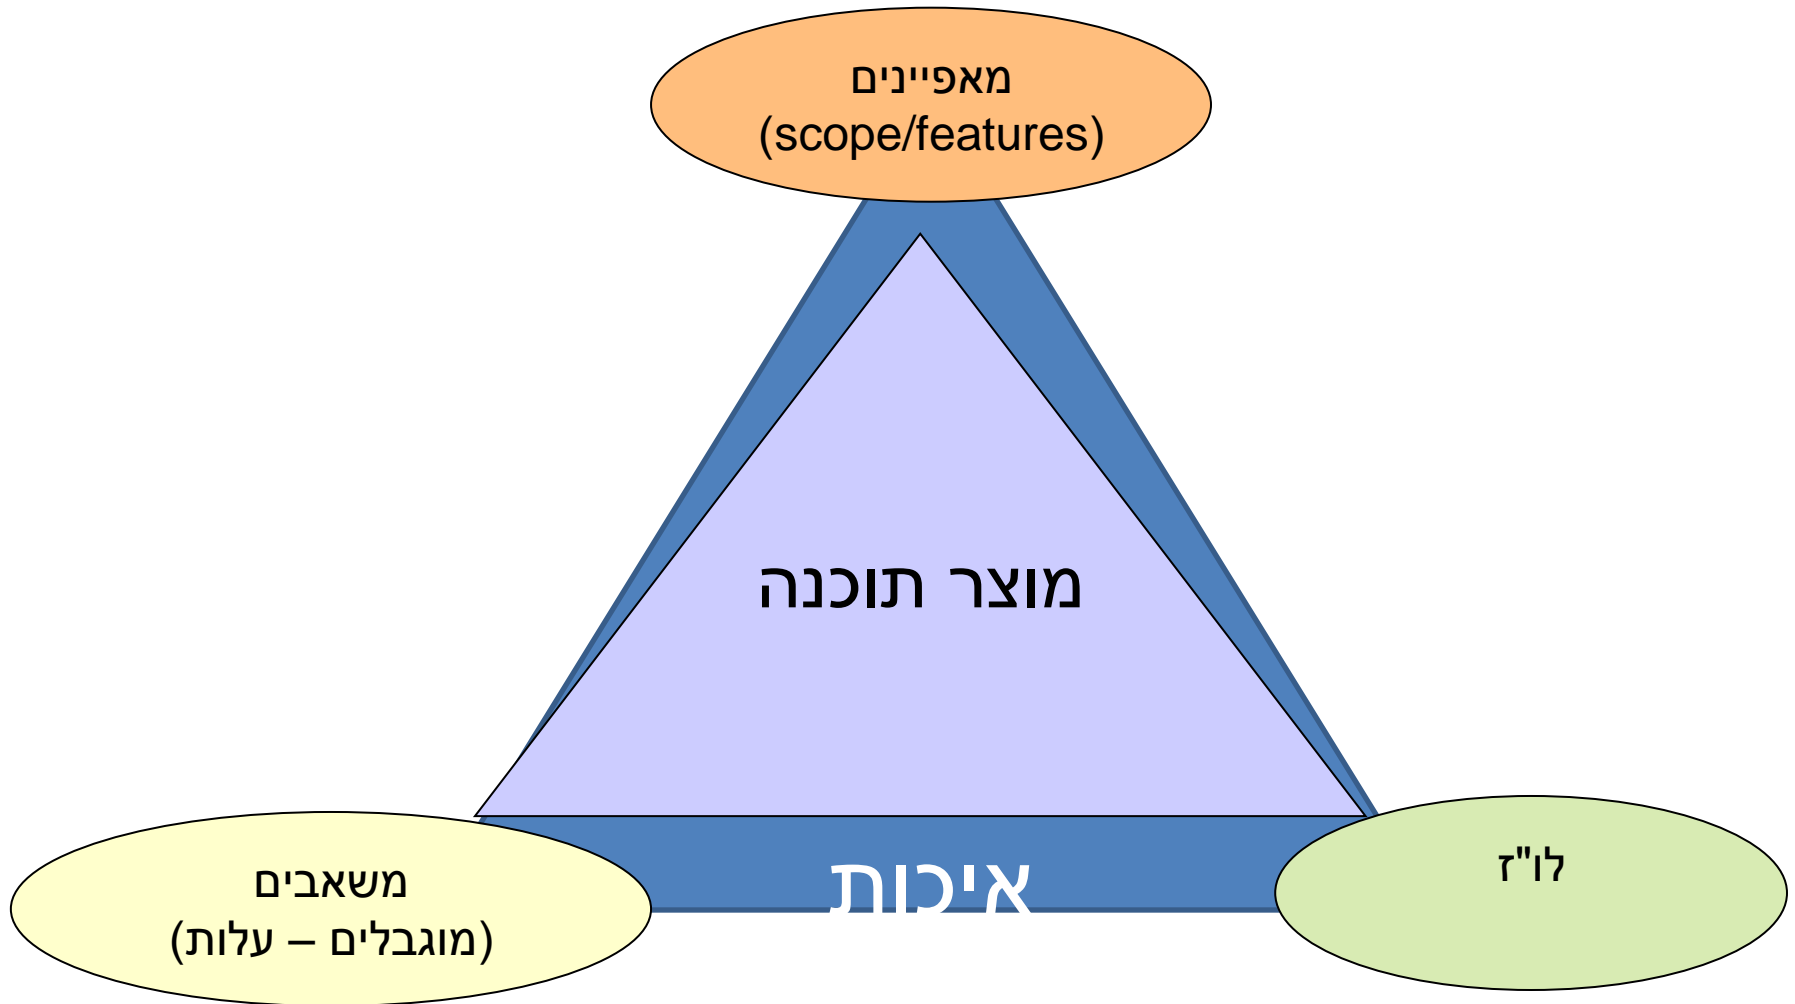 מאפיינים
(scope/features)
מוצר תוכנה
איכות
לו"ז
משאבים
(מוגבלים – עלות)